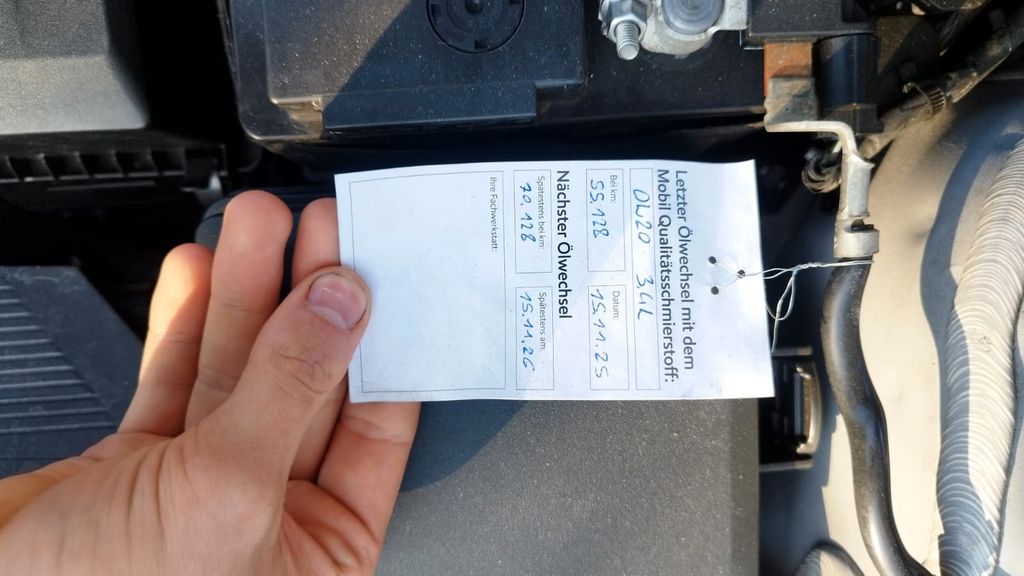 Letzter Ölwechsel mit dem
Mobil Qualitätsschmierstoff:
0W20 3,4L
Bei km: Datum:
55.128 15.11.25
Nächster Ölwechsel
Spätestens bei km: Spätestens am:
70.128 15.11.26
Ihre Fachwerkstatt: